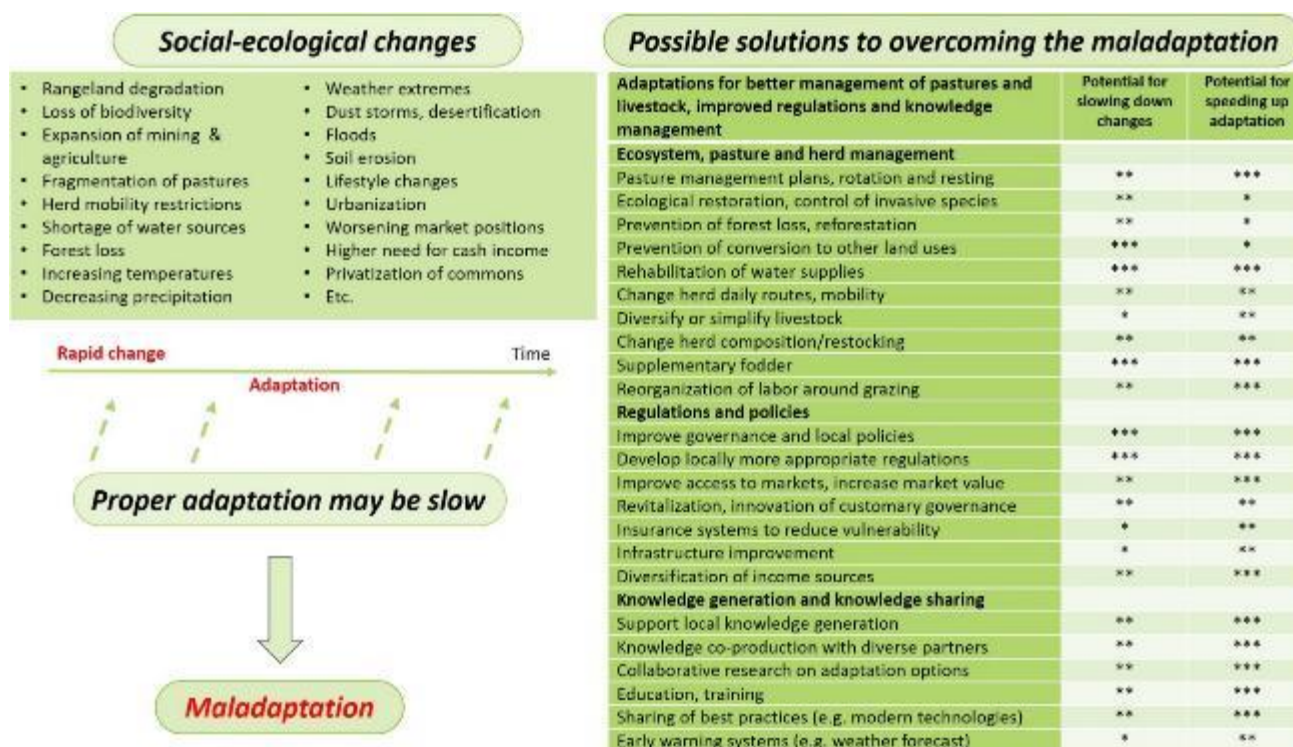 Social-ecological changes
• Rangeland degradation
• Loss of biodiversity
• Expansion of mining & agriculture
• Fragmentation of pastures
• Herd mobility restrictions
• Shortage of water sources
• Forest loss
• Increasing temperatures
• Decreasing precipitation
• Weather extremes
• Dust storms, desertification
• Floods
• Soil erosion
• Lifestyle changes
• Urbanization
• Worsening market positions
• Higher need for cash income
• Privatization of commons
• Etc.
Rapid change
Time
Adaptation
Proper adaptation may be slow
Maladaptation
Possible solutions to overcoming the maladaptation
Adaptations for better management of pastures and
livestock, improved regulations and knowledge
management
Potential for
slowing down
changes
Potential for
speeding up
adaptation
Ecosystem, pasture and herd management
Pasture management plans, rotation and resting ** ***
Ecological restoration, control of invasive species ** *
Prevention of forest loss, reforestation ** *
Prevention of conversion to other land uses *** *
Rehabilitation of water supplies *** ***
Change herd daily routes, mobility ** **
Diversify or simplify livestock * **
Change herd composition/restocking ** **
Supplementary fodder *** ***
Reorganization of labor around grazing ** ***
Regulations and policies
Improve governance and local policies *** ***
Develop locally more appropriate regulations *** ***
Improve access to markets, increase market value ** ***
Revitalization, innovation of customary governance ** **
Insurance systems to reduce vulnerability * **
Infrastructure improvement * **
Diversification of income sources ** ***
Knowledge generation and knowledge sharing
Support local knowledge generation ** ***
Knowledge co-production with diverse partners ** ***
Collaborative research on adaptation options ** ***
Education, training ** ***
Sharing of best practices (e.g. modern technologies) ** ***
Early warning systems (e.g. weather forecast) * **